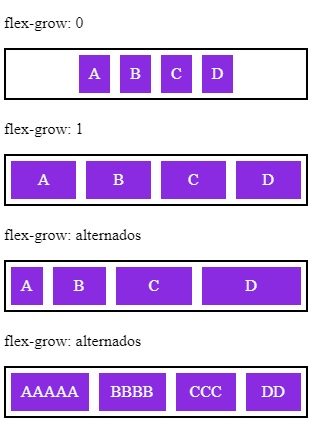 flex-grow: 0
A B C D
flex-grow: 1
A B C D
flex-grow: alternados
A B C D
flex-grow: alternados
AAAAA BBBB CCC DD